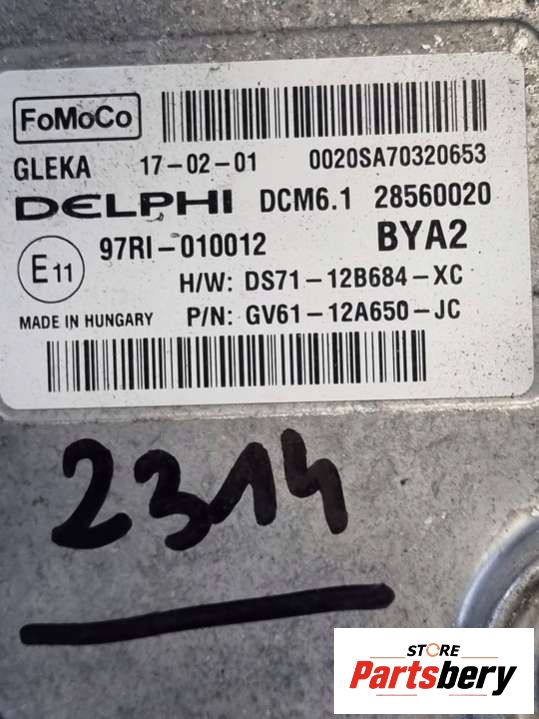 FoMoCo
GLEKA 17-02-01 0020SA70320653
DELPHI DCM6.1 28560020
E11 97RI-010012 BYA2
H/W: DS71-12B684-XC
MADE IN HUNGARY P/N: GV61-12A650-JC
2314
STORE
Partsbery